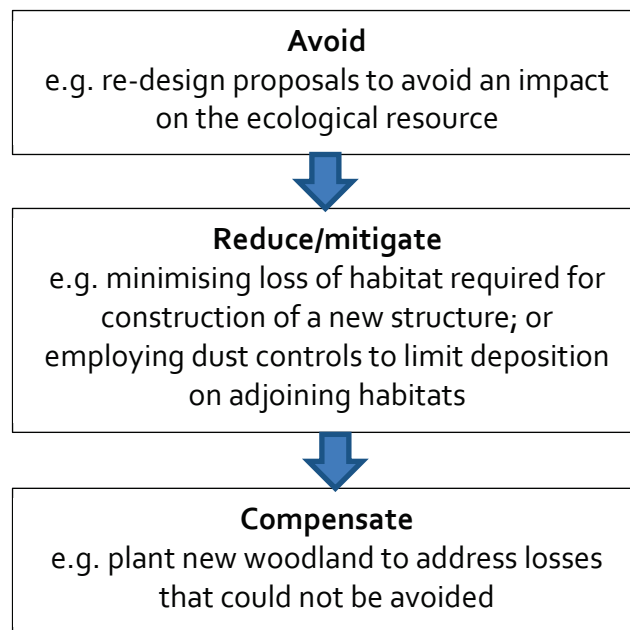 Avoid
e.g. re-design proposals to avoid an impact
on the ecological resource
Reduce/mitigate
e.g. minimising loss of habitat required for
construction of a new structure; or
employing dust controls to limit deposition
on adjoining habitats
Compensate
e.g. plant new woodland to address losses
that could not be avoided